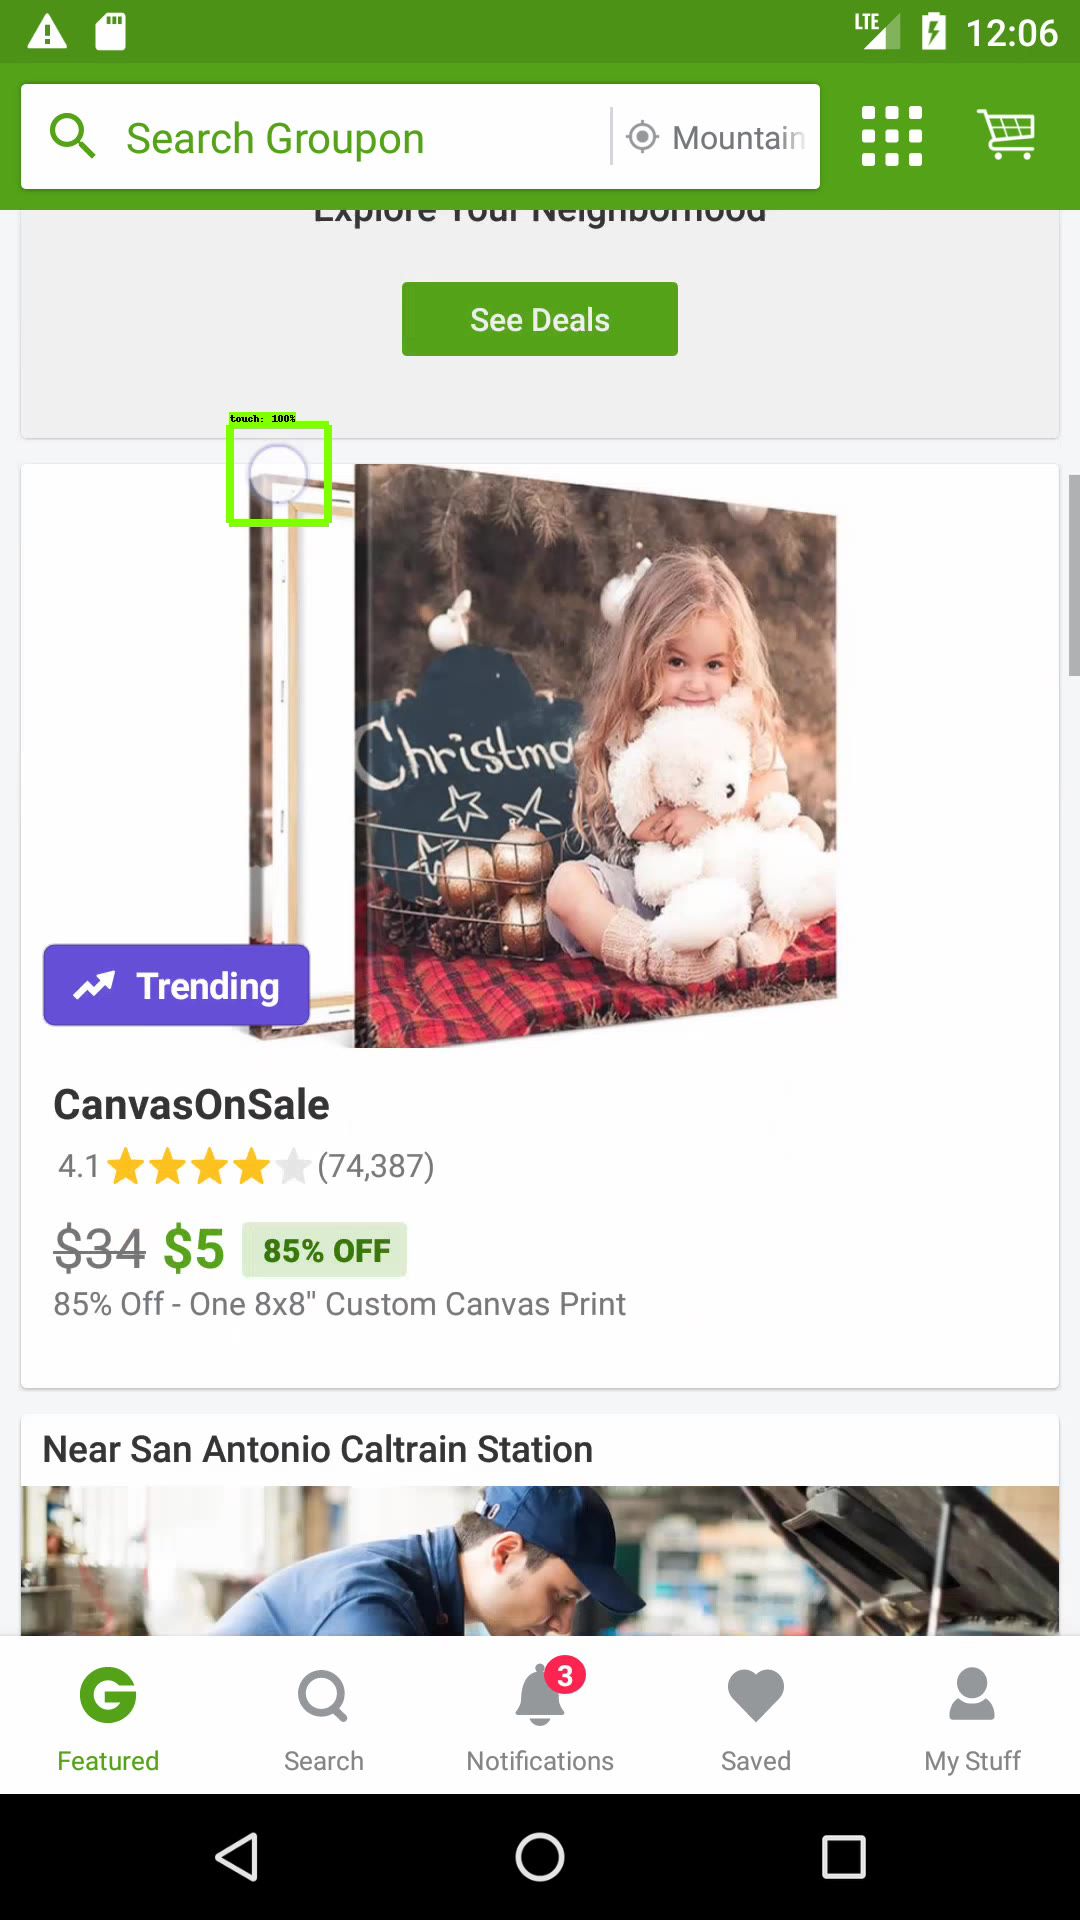 LTE 12:06
Search Groupon Mountain
Explore Your Neighborhood
See Deals
touch: 100%
Christma
Trending
CanvasOnSale
4.1 (74,387)
$34 $5 85% OFF
85% Off - One 8x8" Custom Canvas Print
Near San Antonio Caltrain Station
3
Featured Search Notifications Saved My Stuff